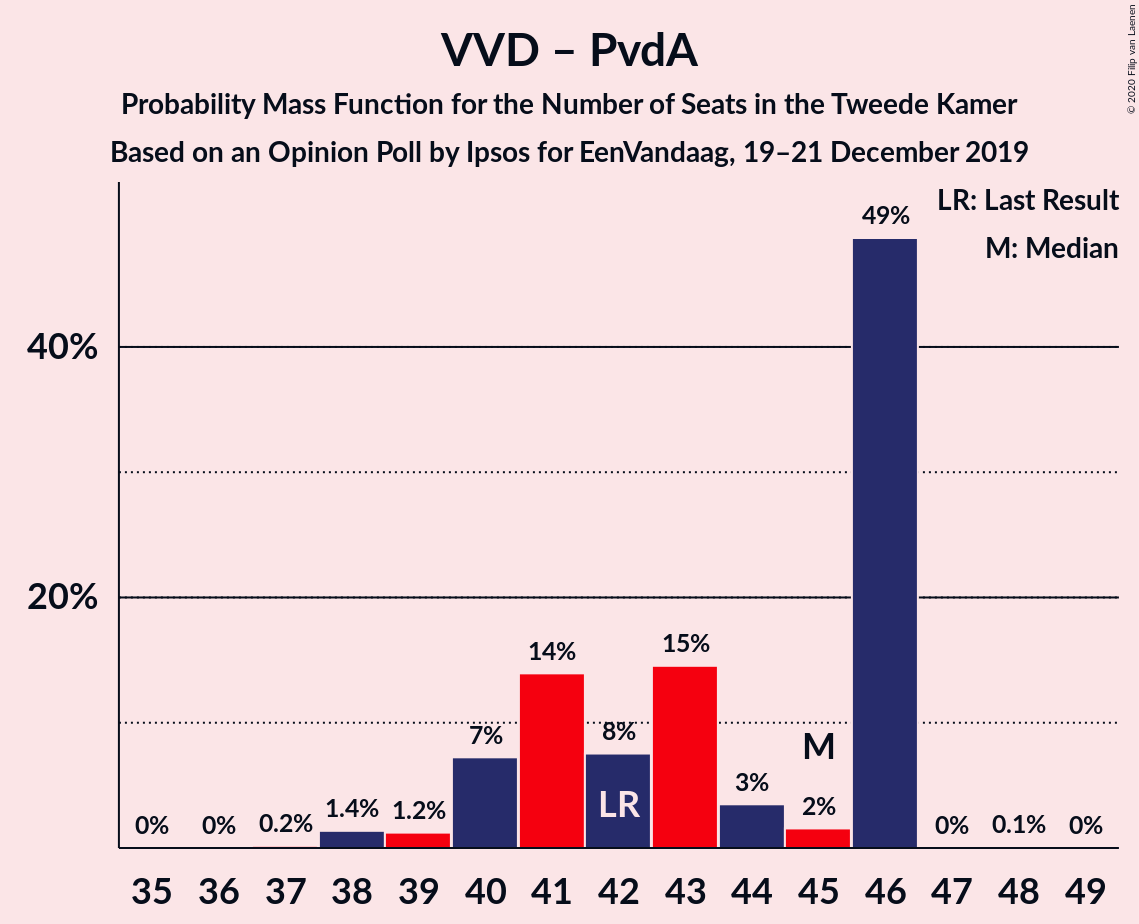 VVD – PvdA
Probability Mass Function for the Number of Seats in the Tweede Kamer
Based on an Opinion Poll by Ipsos for EenVandaag, 19–21 December 2019
© 2020 Filip van Laenen
LR: Last Result
M: Median
49%
40%
20%
15%
14%
8%
7%
M
3%
2%
LR
1.4%
1.2%
0%
0%
0.2%
0%
0.1%
0%
35 36 37 38 39 40 41 42 43 44 45 46 47 48 49